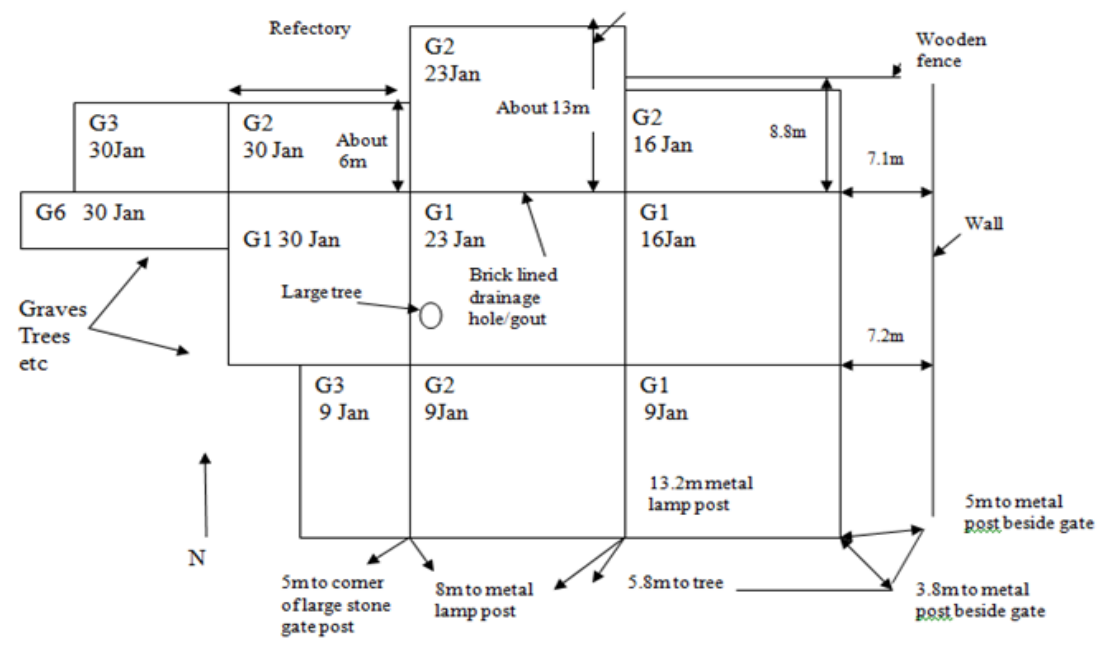 Refectory
G2
23Jan
Wooden
fence
About 13m
G3
30Jan
G2
30 Jan
About
6m
G2
16 Jan
8.8m
7.1m
G6 30 Jan
G1 30 Jan
G1
23 Jan
G1
16Jan
Wall
Brick lined
drainage
hole/gout
Large tree
Graves
Trees
etc
7.2m
G3
9 Jan
G2
9Jan
G1
9Jan
13.2m metal
lamp post
5m to metal
post beside gate
N
5m to corner
of large stone
gate post
8m to metal
lamp post
5.8m to tree
3.8m to metal
post beside gate